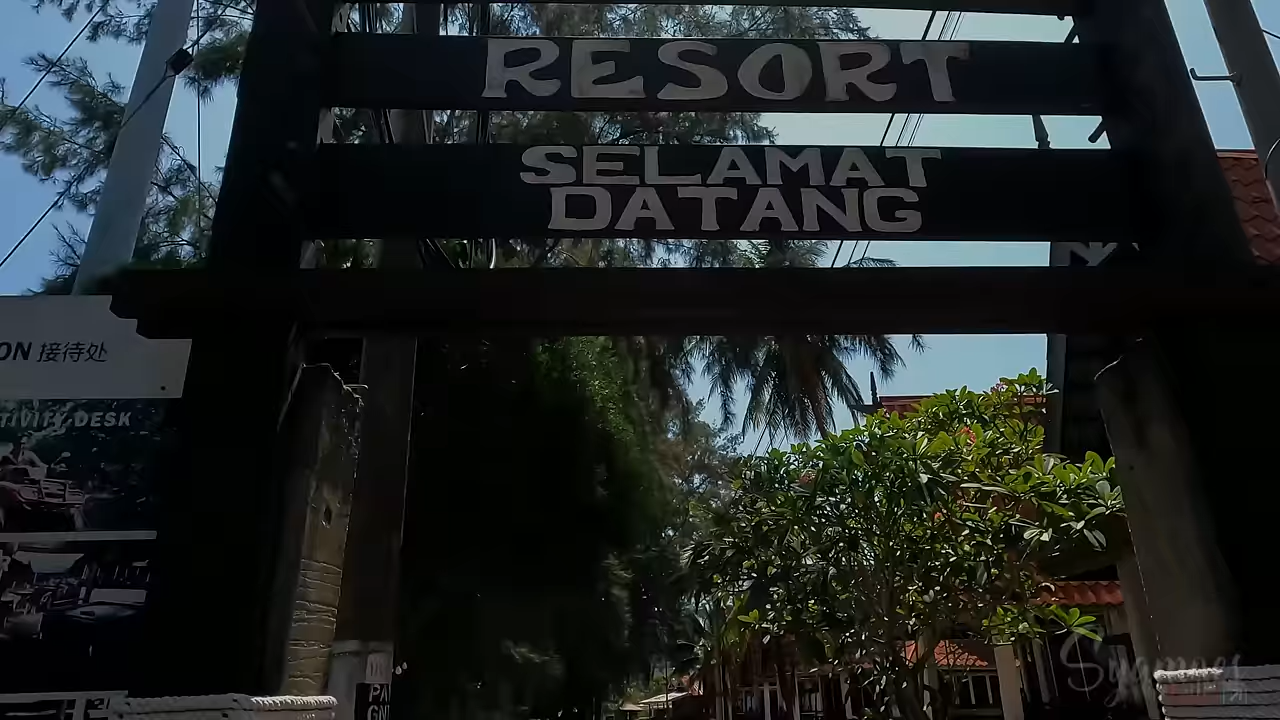 RESORT
SELAMAT
DATANG
ON 接待处
TIVITY DESK